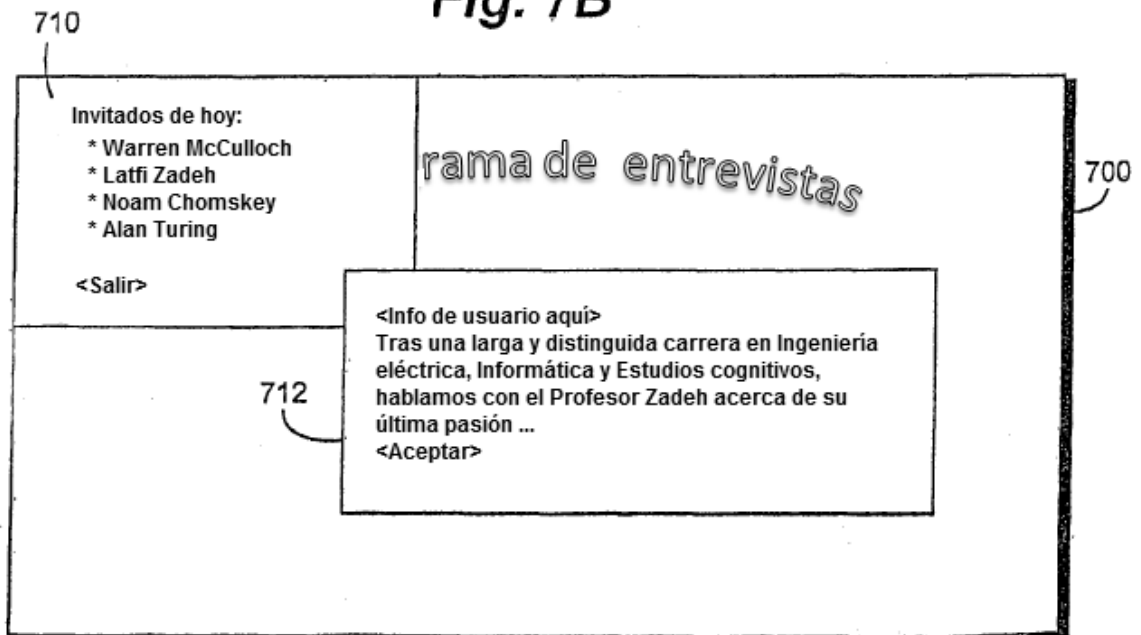 Fig. 7B
710
Invitados de hoy:
* Warren McCulloch
* Latfi Zadeh
* Noam Chomskey
* Alan Turing
<Salir>
rama de entrevistas
700
<Info de usuario aquí>
Tras una larga y distinguida carrera en Ingeniería
eléctrica, Informática y Estudios cognitivos,
hablamos con el Profesor Zadeh acerca de su
última pasión ...
<Aceptar>
712